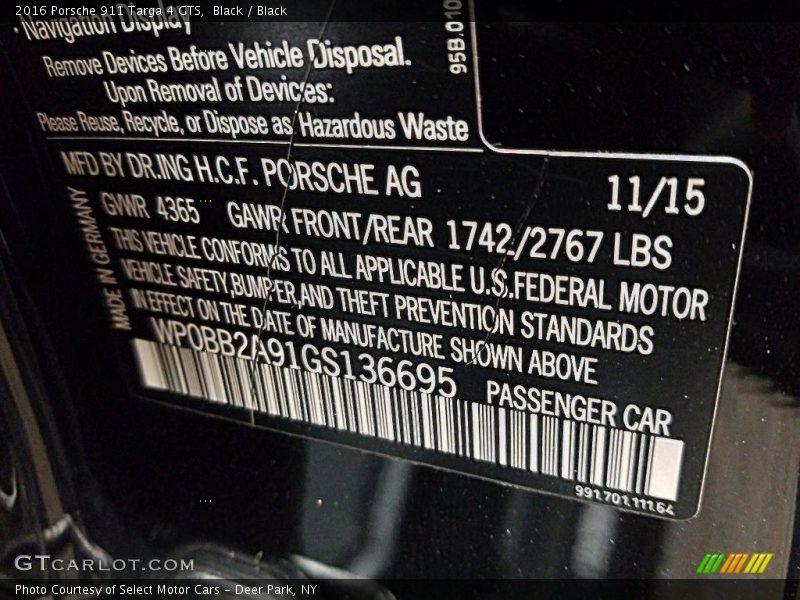 2016 Porsche 911 Targa 4 GTS,  Black / Black
Navigation Display
Remove Devices Before Vehicle Disposal.
Upon Removal of Devices:
Please Reuse, Recycle, or Dispose as Hazardous Waste
95B.010
MFD BY DR.ING H.C.F. PORSCHE AG
11/15
GVWR 4365 GAWR FRONT/REAR 1742/2767 LBS
THIS VEHICLE CONFORMS TO ALL APPLICABLE U.S.FEDERAL MOTOR
VEHICLE SAFETY,BUMPER,AND THEFT PREVENTION STANDARDS
IN EFFECT ON THE DATE OF MANUFACTURE SHOWN ABOVE
WP0BB2A91GS136695
PASSENGER CAR
MADE IN GERMANY
991.701.111.64
GTCARLOT.COM
Photo Courtesy of Select Motor Cars – Deer Park, NY